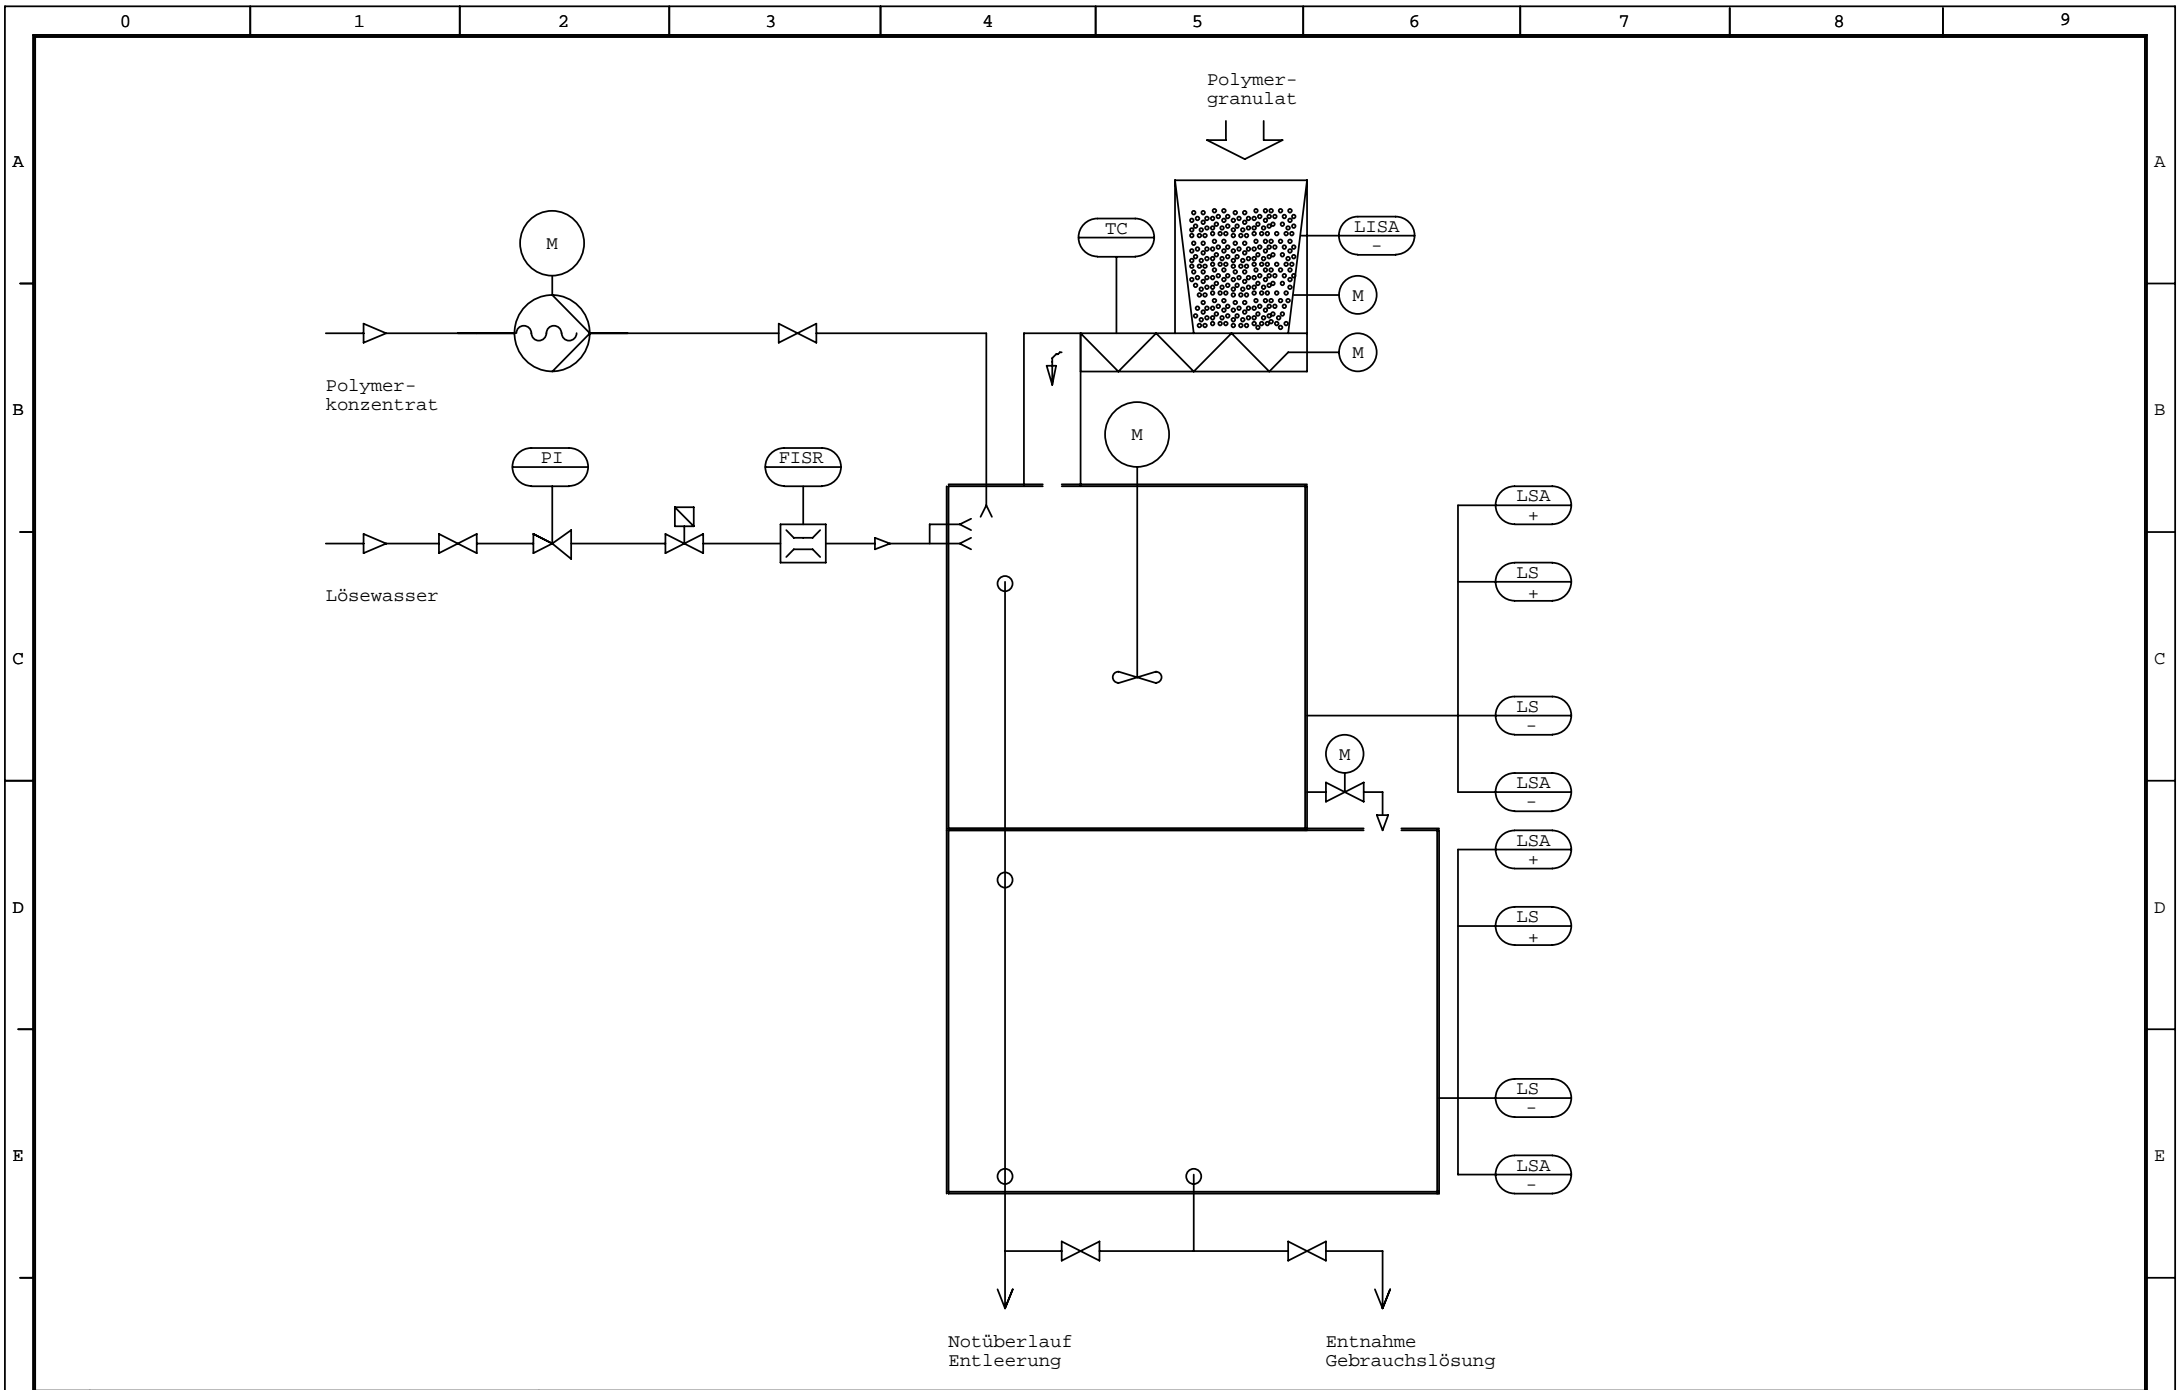 0 1 2 3 4 5 6 7 8 9
Polymer-
granulat
A A
TC
LISA
-
M
M
M
M
Polymer-
konzentrat
B B
M
PI
FISR
LSA
+
LS
+
Lösewasser
C C
LS
-
M
LSA
-
LSA
+
D D
LS
+
LS
-
E E
LSA
-
Notüberlauf
Entleerung
Entnahme
Gebrauchslösung